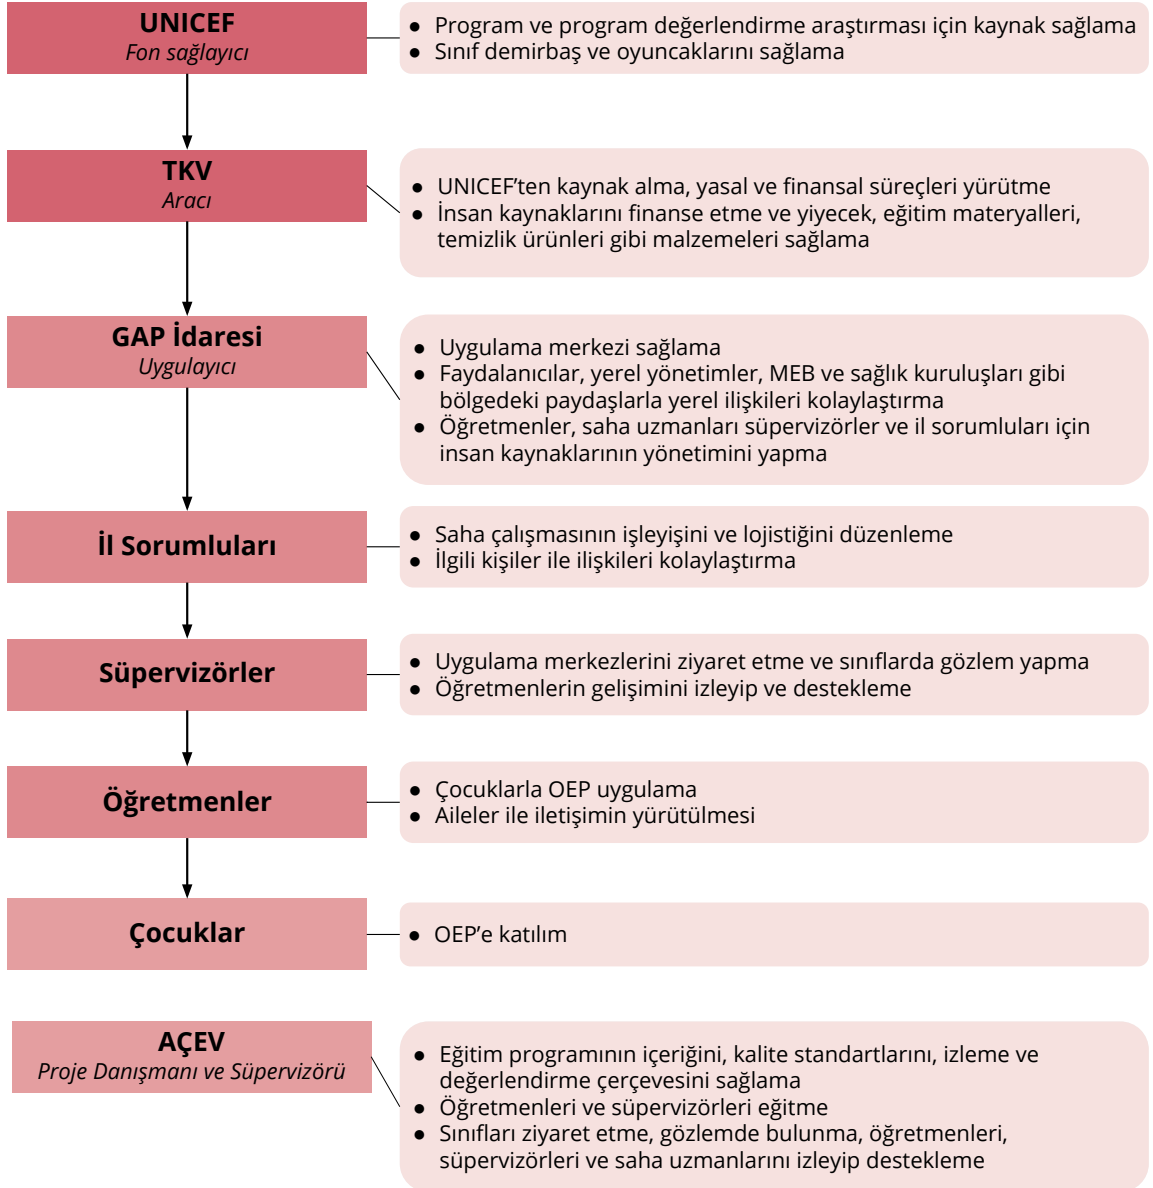 UNICEF
Fon sağlayıcı
● Program ve program değerlendirme araştırması için kaynak sağlama
● Sınıf demirbaş ve oyuncaklarını sağlama
TKV
Aracı
● UNICEF’ten kaynak alma, yasal ve finansal süreçleri yürütme
● İnsan kaynaklarını finanse etme ve yiyecek, eğitim materyalleri,
temizlik ürünleri gibi malzemeleri sağlama
GAP İdaresi
Uygulayıcı
● Uygulama merkezi sağlama
● Faydalanıcılar, yerel yönetimler, MEB ve sağlık kuruluşları gibi
bölgedeki paydaşlarla yerel ilişkileri kolaylaştırma
● Öğretmenler, saha uzmanları süpervizörler ve il sorumluları için
insan kaynaklarının yönetimini yapma
İl Sorumluları
● Saha çalışmasının işleyişini ve lojistiğini düzenleme
● İlgili kişiler ile ilişkileri kolaylaştırma
Süpervizörler
● Uygulama merkezlerini ziyaret etme ve sınıflarda gözlem yapma
● Öğretmenlerin gelişimini izleyip ve destekleme
Öğretmenler
● Çocuklarla OEP uygulama
● Aileler ile iletişimin yürütülmesi
Çocuklar
● OEP’e katılım
AÇEV
Proje Danışmanı ve Süpervizörü
● Eğitim programının içeriğini, kalite standartlarını, izleme ve
değerlendirme çerçevesini sağlama
● Öğretmenleri ve süpervizörleri eğitme
● Sınıfları ziyaret etme, gözlemde bulunma, öğretmenleri,
süpervizörleri ve saha uzmanlarını izleyip destekleme